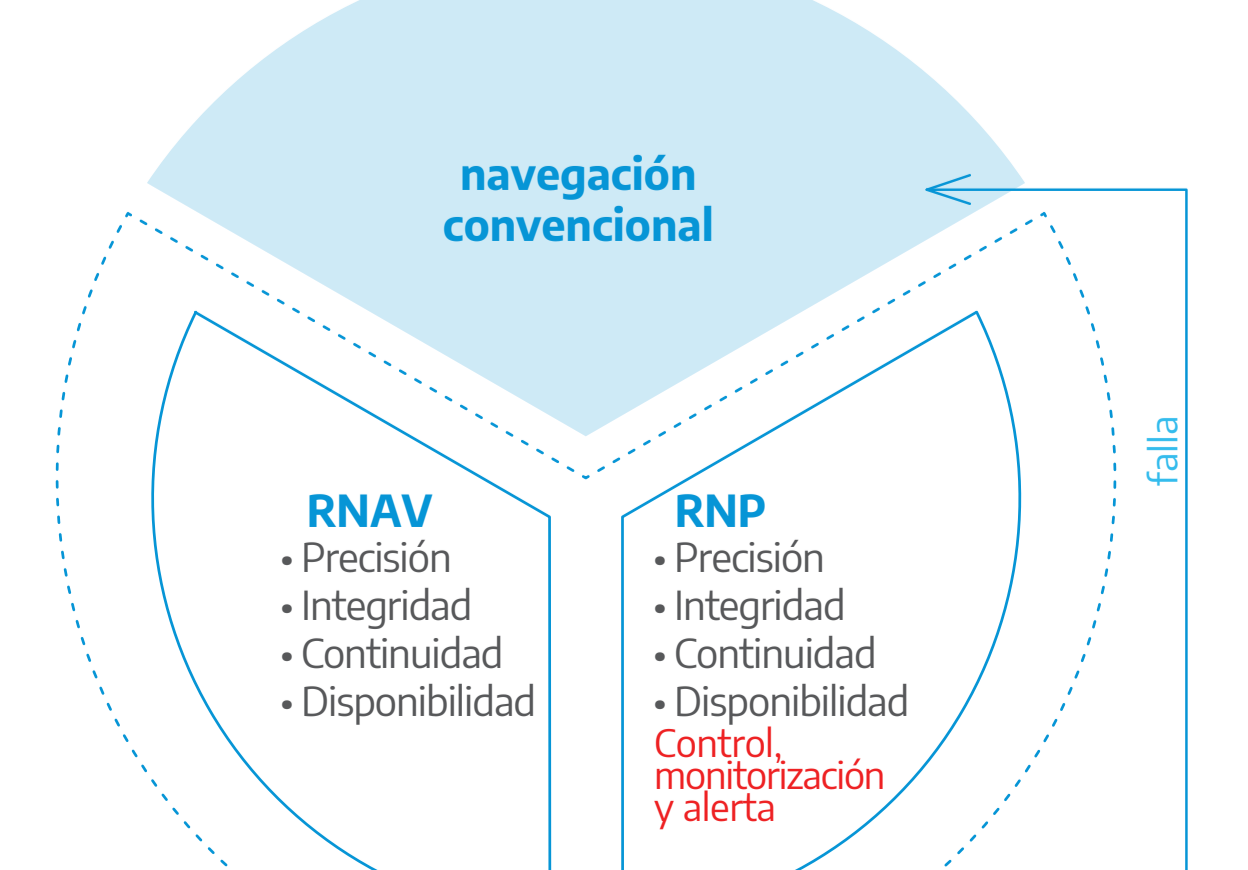 navegación
convencional
falla
RNAV
• Precisión
• Integridad
• Continuidad
• Disponibilidad
RNP
• Precisión
• Integridad
• Continuidad
• Disponibilidad
Control,
monitorización
y alerta